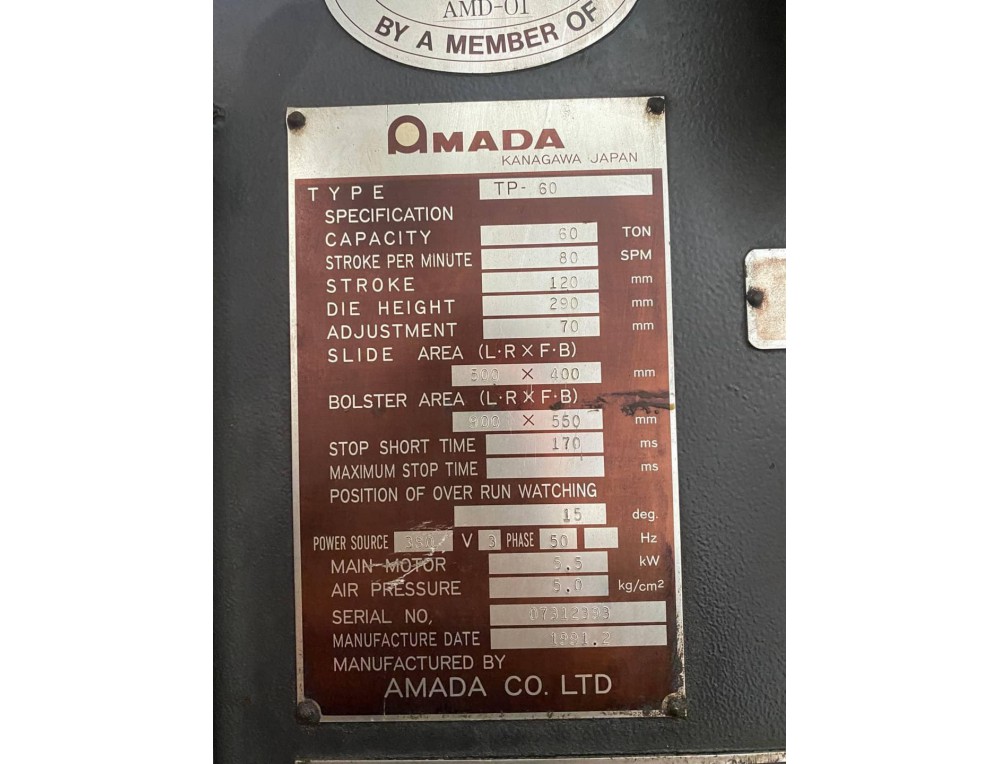 AMD-01
BY A MEMBER OF
AMADA
KANAGAWA JAPAN
TYPE TP- 60
SPECIFICATION
CAPACITY 60 TON
STROKE PER MINUTE 80 SPM
STROKE 120 mm
DIE HEIGHT 290 mm
ADJUSTMENT 70 mm
SLIDE AREA (L·R×F·B)
500 × 400 mm
BOLSTER AREA (L·R×F·B)
× 550 mm
STOP SHORT TIME 170 ms
MAXIMUM STOP TIME ms
POSITION OF OVER RUN WATCHING
15 deg.
POWER SOURCE 380 V 3 PHASE 50 Hz
MAIN MOTOR 5.5 kW
AIR PRESSURE 5.0 kg/cm²
SERIAL NO,
MANUFACTURE DATE 1991.2
MANUFACTURED BY
AMADA CO. LTD